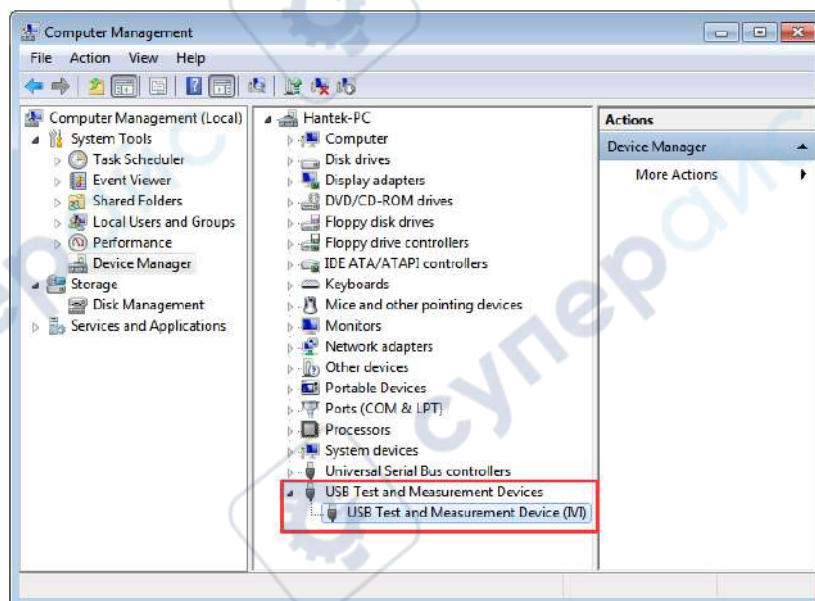 Computer Management
File Action View Help
Computer Management (Local)
System Tools
Task Scheduler
Event Viewer
Shared Folders
Local Users and Groups
Performance
Device Manager
Storage
Disk Management
Services and Applications
Hantek-PC
Computer
Disk drives
Display adapters
DVD/CD-ROM drives
Floppy disk drives
Floppy drive controllers
IDE ATA/ATAPI controllers
Keyboards
Mice and other pointing devices
Monitors
Network adapters
Other devices
Portable Devices
Ports (COM & LPT)
Processors
System devices
Universal Serial Bus controllers
USB Test and Measurement Devices
USB Test and Measurement Device (IVI)
Actions
Device Manager
More Actions
супер